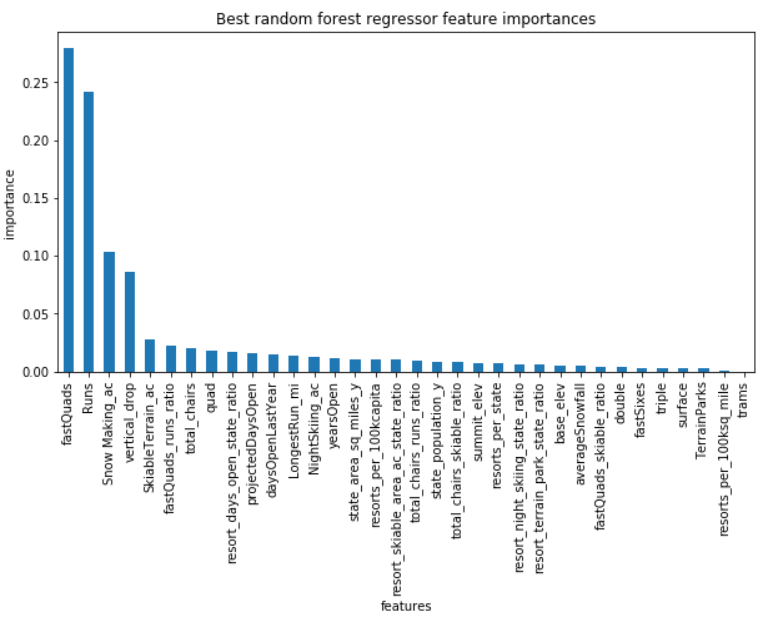 Best random forest regressor feature importances
importance
0.25
0.20
0.15
0.10
0.05
0.00
fastQuads
Runs
Snow Making_ac
vertical_drop
SkiableTerrain_ac
fastQuads_runs_ratio
total_chairs
quad
resort_days_open_state_ratio
projectedDaysOpen
daysOpenLastYear
LongestRun_mi
NightSkiing_ac
yearsOpen
state_area_sq_miles_y
resorts_per_100kcapita
resort_skiable_area_ac_state_ratio
total_chairs_runs_ratio
state_population_y
total_chairs_skiable_ratio
summit_elev
resorts_per_state
resort_night_skiing_state_ratio
resort_terrain_park_state_ratio
base_elev
averageSnowfall
fastQuads_skiable_ratio
double
fastSixes
triple
surface
TerrainParks
resorts_per_100ksq_mile
trams
features